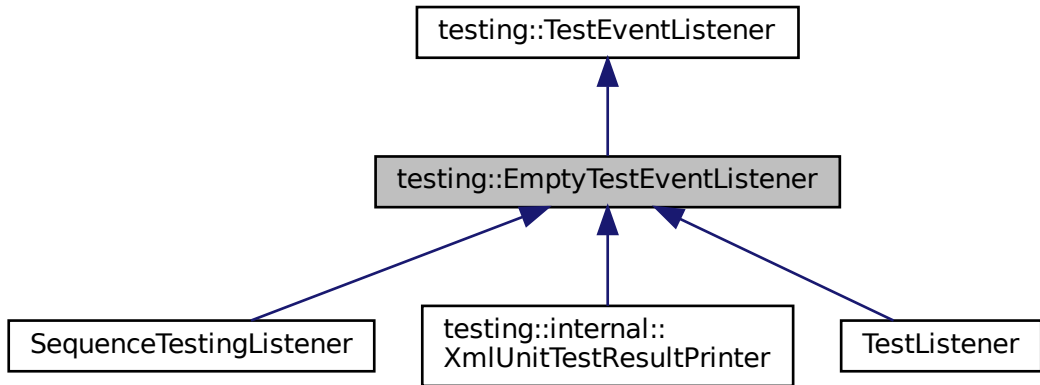 testing::TestEventListener
testing::EmptyTestEventListener
SequenceTestingListener
testing::internal::
XmlUnitTestResultPrinter
TestListener